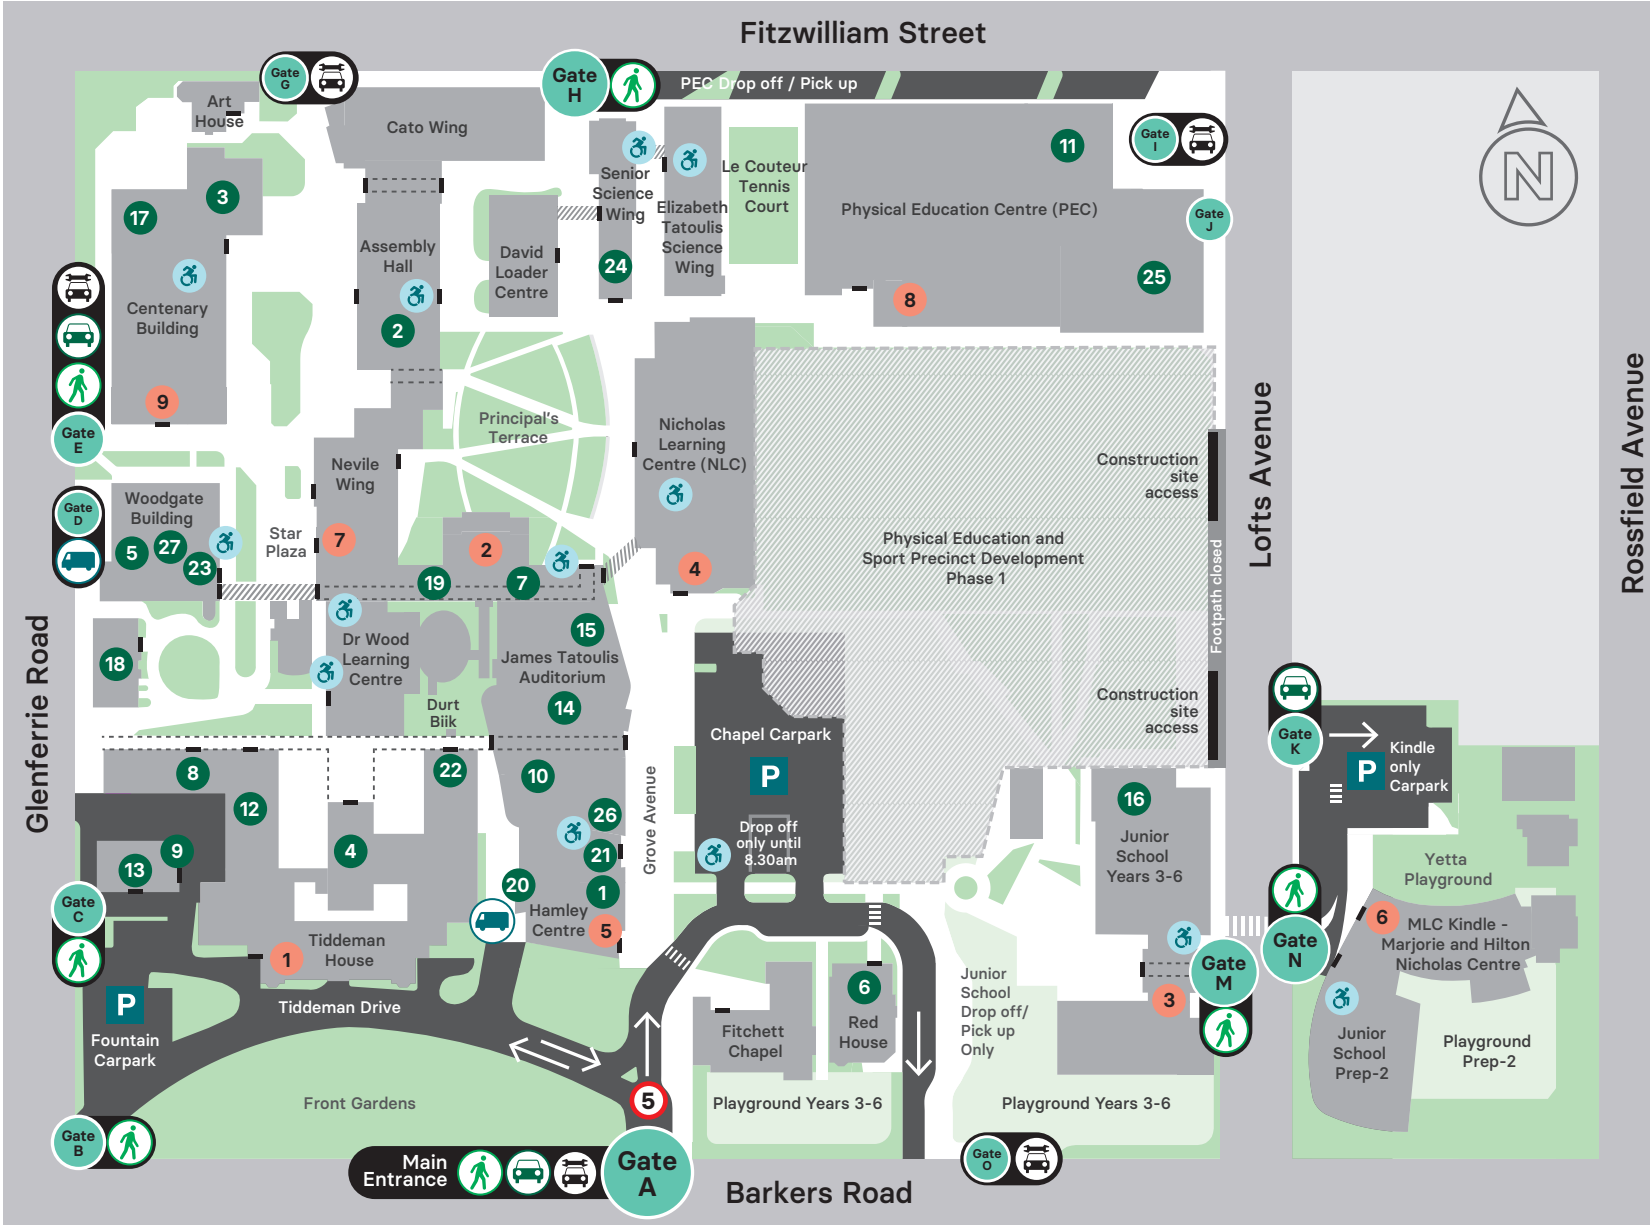 Fitzwilliam Street
Gate
G
Gate
H
PEC Drop off / Pick up
Art
House
Cato Wing
11
Gate
I
N
Senior
Science
Wing
Le Couteur
Tennis
Court
3
17
Elizabeth
Tatoulis
Science
Wing
Physical Education Centre (PEC)
Gate
J
Assembly
Hall
David
Loader
Centre
24
25
8
Centenary
Building
2
9
Gate
E
Principal's
Terrace
Nicholas
Learning
Centre (NLC)
Nevile
Wing
Construction
site
access
Lofts Avenue
Rossfield Avenue
Woodgate
Building
Gate
D
5
27
23
Star
Plaza
7
2
19
7
4
Physical Education and
Sport Precinct Development
Phase 1
Footpath closed
Glenferrie Road
18
Dr Wood
Learning
Centre
15
James Tatoulis
Auditorium
14
Durt
Biik
Construction
site
access
Chapel Carpark
P
Gate
K
Kindle
only
Carpark
P
8
12
22
10
26
21
1
20
Grove Avenue
Drop off
only until
8.30am
16
Junior
School
Years 3-6
Yetta
Playground
4
9
13
Gate
C
Hamley
Centre
5
Tiddeman
House
1
6
MLC Kindle -
Marjorie and Hilton
Nicholas Centre
Gate
N
Gate
M
3
P
Fountain
Carpark
Tiddeman Drive
Fitchett
Chapel
6
Red
House
Junior
School
Drop off/
Pick up
Only
Junior
School
Prep-2
Playground
Prep-2
Front Gardens
5
Playground Years 3-6
Playground Years 3-6
Gate
B
Main
Entrance
Gate
A
Gate
O
Barkers Road